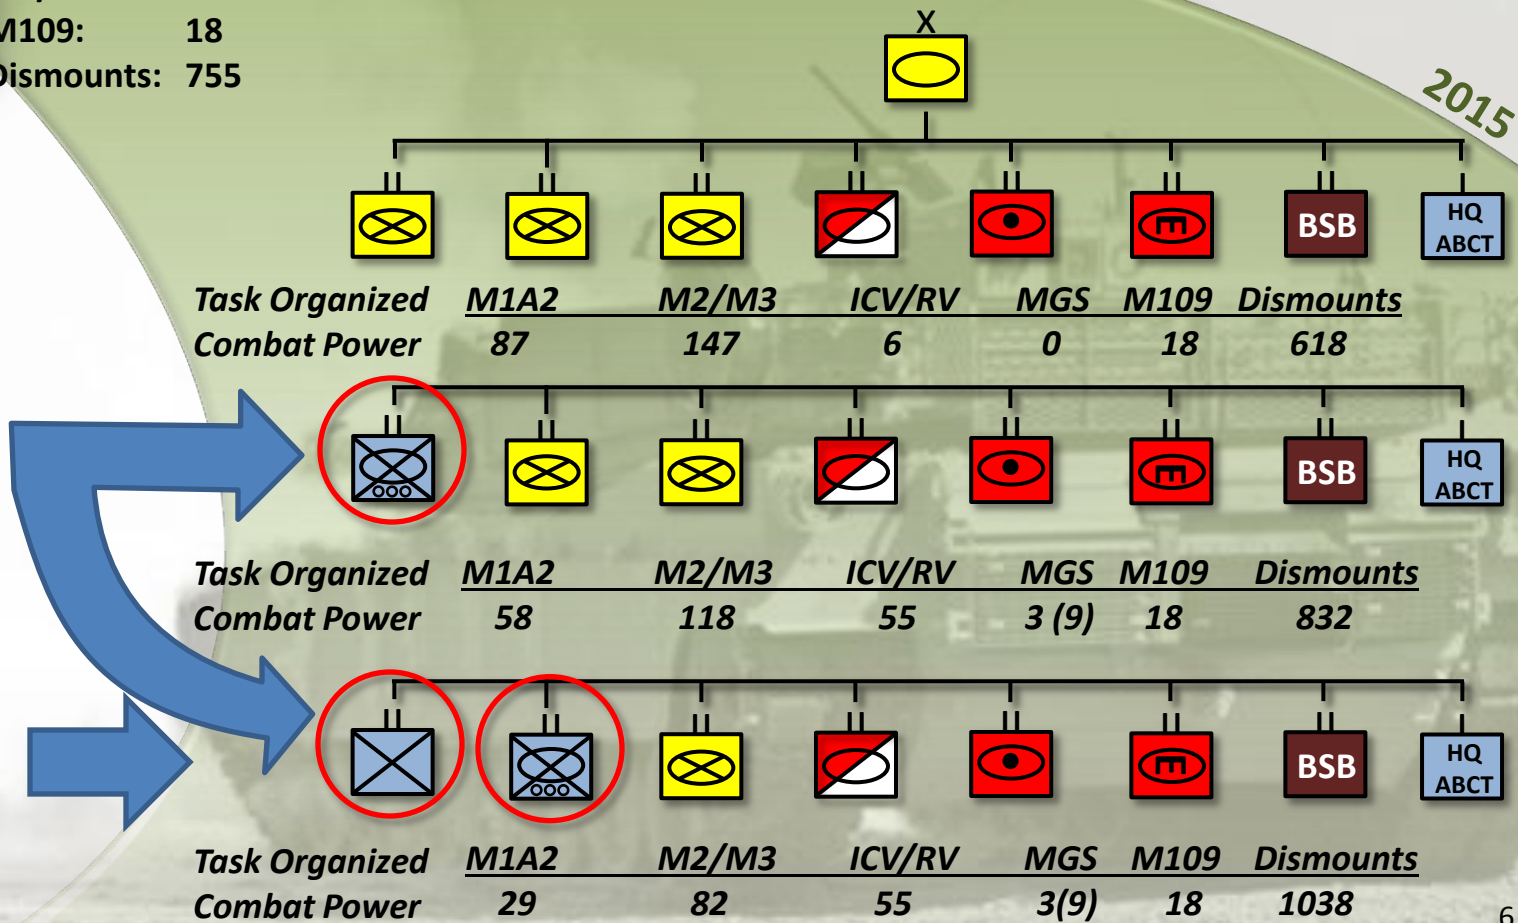 M109: 18
Dismounts: 755
X
2015
BSB
HQ
ABCT
Task Organized M1A2 M2/M3 ICV/RV MGS M109 Dismounts
Combat Power 87 147 6 0 18 618
BSB
HQ
ABCT
Task Organized M1A2 M2/M3 ICV/RV MGS M109 Dismounts
Combat Power 58 118 55 3 (9) 18 832
BSB
HQ
ABCT
Task Organized M1A2 M2/M3 ICV/RV MGS M109 Dismounts
Combat Power 29 82 55 3(9) 18 1038
6